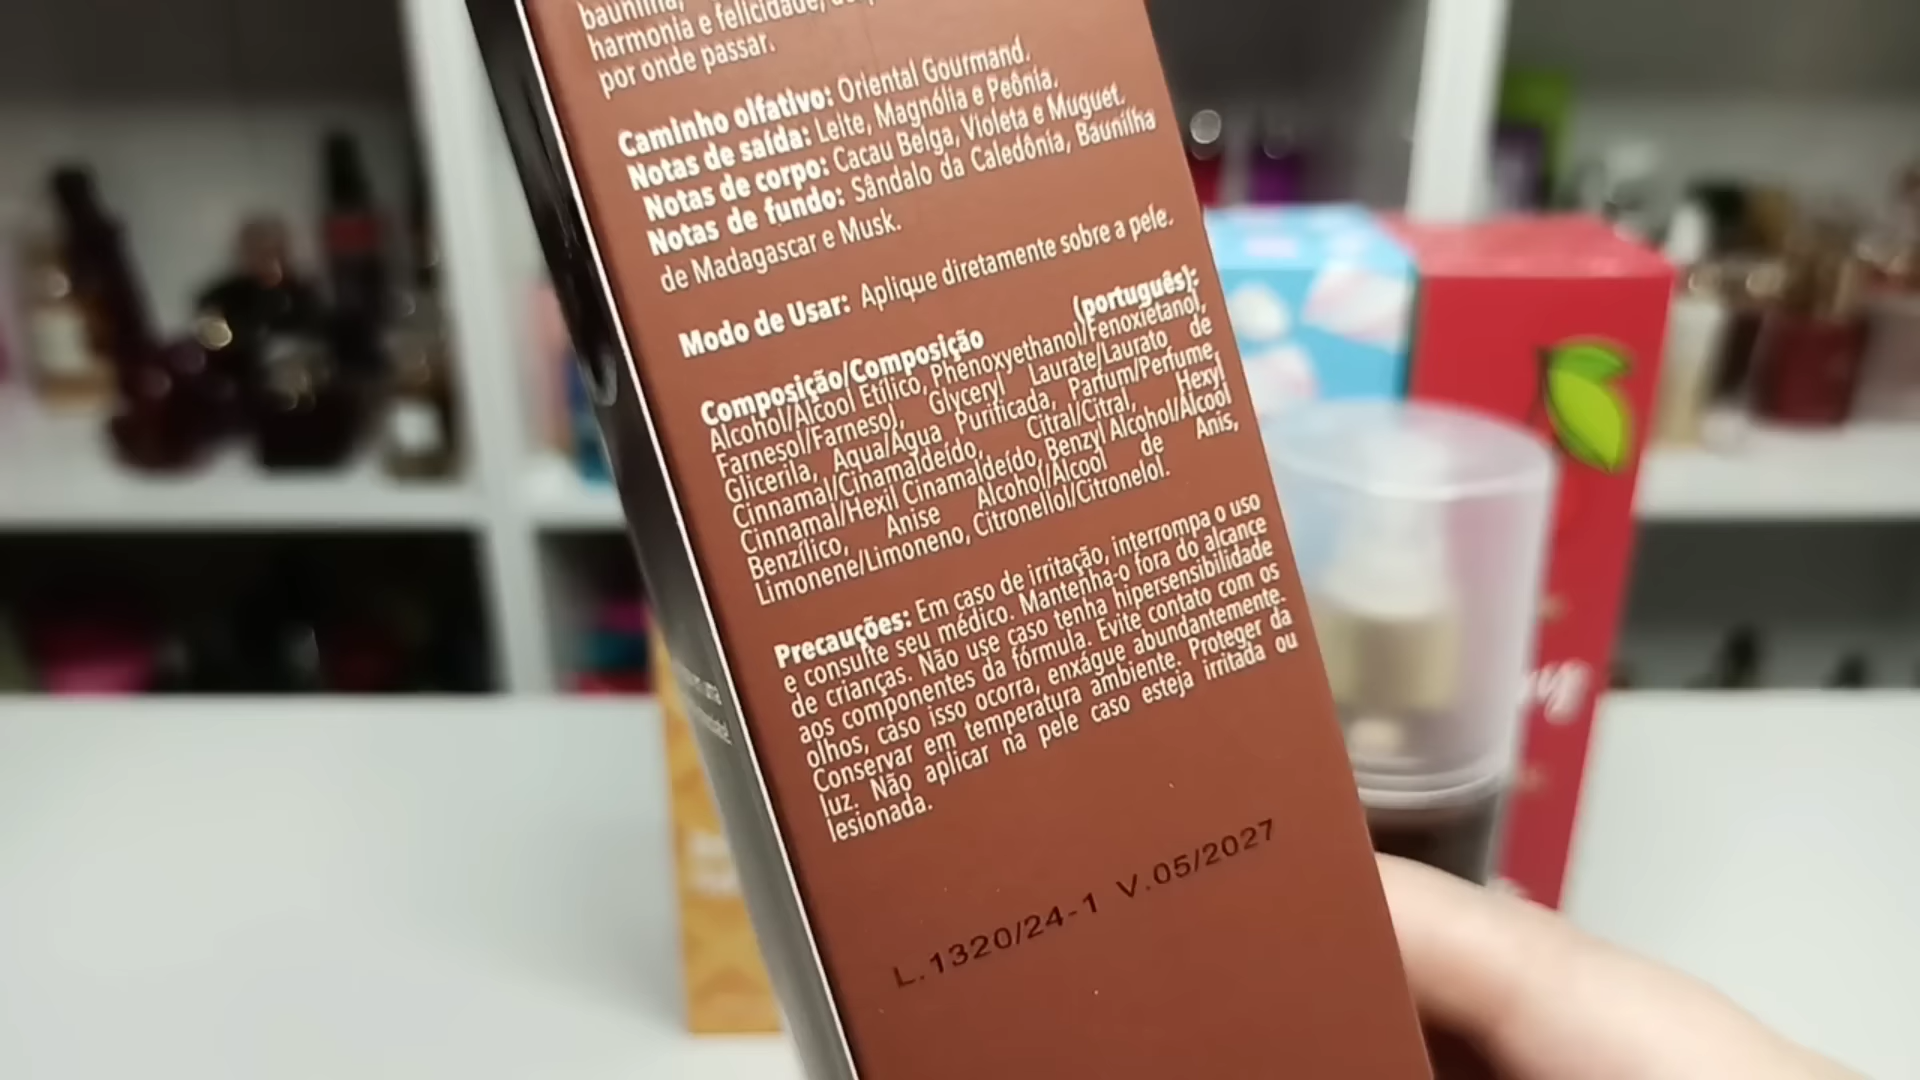 baunilha,
harmonia e felicidade,
por onde passar.
Caminho olfativo: Oriental Gourmand.
Notas de saída: Leite, Magnólia e Peônia.
Notas de corpo: Cacau Belga, Violeta e Muguet.
Notas de fundo: Sândalo da Caledônia, Baunilha
de Madagascar e Musk.
Modo de Usar: Aplique diretamente sobre a pele.
Composição/Composição (português):
Alcohol/Álcool Etílico, Phenoxyethanol/Fenoxietanol,
Farnesol/Farnesol, Glyceryl Laurate/Laurato de
Glicerila, Aqua/Água Purificada, Parfum/Perfume,
Cinnamal/Cinamaldeído, Citral/Citral, Hexyl
Cinnamal/Hexil Cinamaldeído, Benzyl Alcohol/Álcool
Benzílico, Anise Alcohol/Álcool de Anis,
Limonene/Limoneno, Citronellol/Citronelol.
Precauções: Em caso de irritação, interrompa o uso
e consulte seu médico. Mantenha-o fora do alcance
de crianças. Não use caso tenha hipersensibilidade
aos componentes da fórmula. Evite contato com os
olhos, caso isso ocorra, enxágue abundantemente.
Conservar em temperatura ambiente. Proteger da
luz. Não aplicar na pele caso esteja irritada ou
lesionada.
L.1320/24-1 V.05/2027